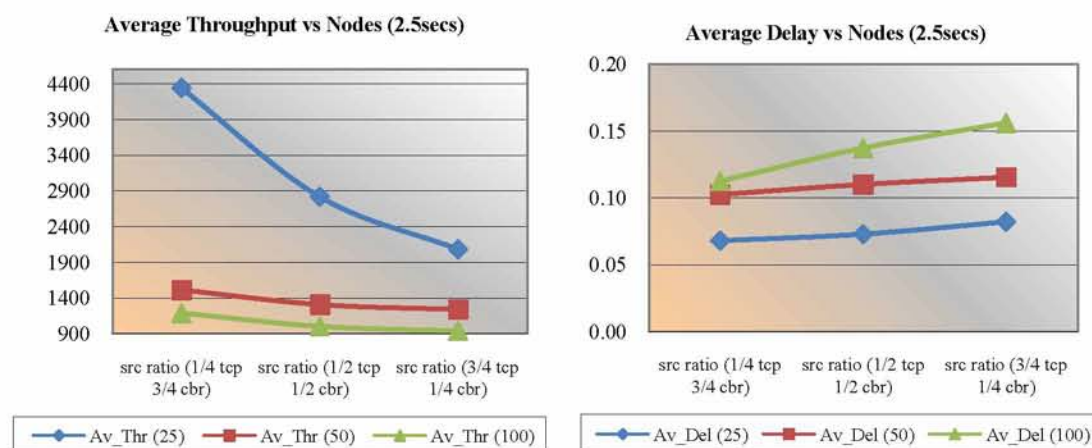 Average Throughput vs Nodes (2.5secs)
4400
3900
3400
2900
2400
1900
1400
900
src ratio (1/4 tcp
3/4 cbr)
src ratio (1/2 tcp
1/2 cbr)
src ratio (3/4 tcp
1/4 cbr)
Av_Thr (25)
Av_Thr (50)
Av_Thr (100)
Average Delay vs Nodes (2.5secs)
0.20
0.15
0.10
0.05
0.00
src ratio (1/4 tcp
3/4 cbr)
src ratio (1/2 tcp
1/2 cbr)
src ratio (3/4 tcp
1/4 cbr)
Av_Del (25)
Av_Del (50)
Av_Del (100)